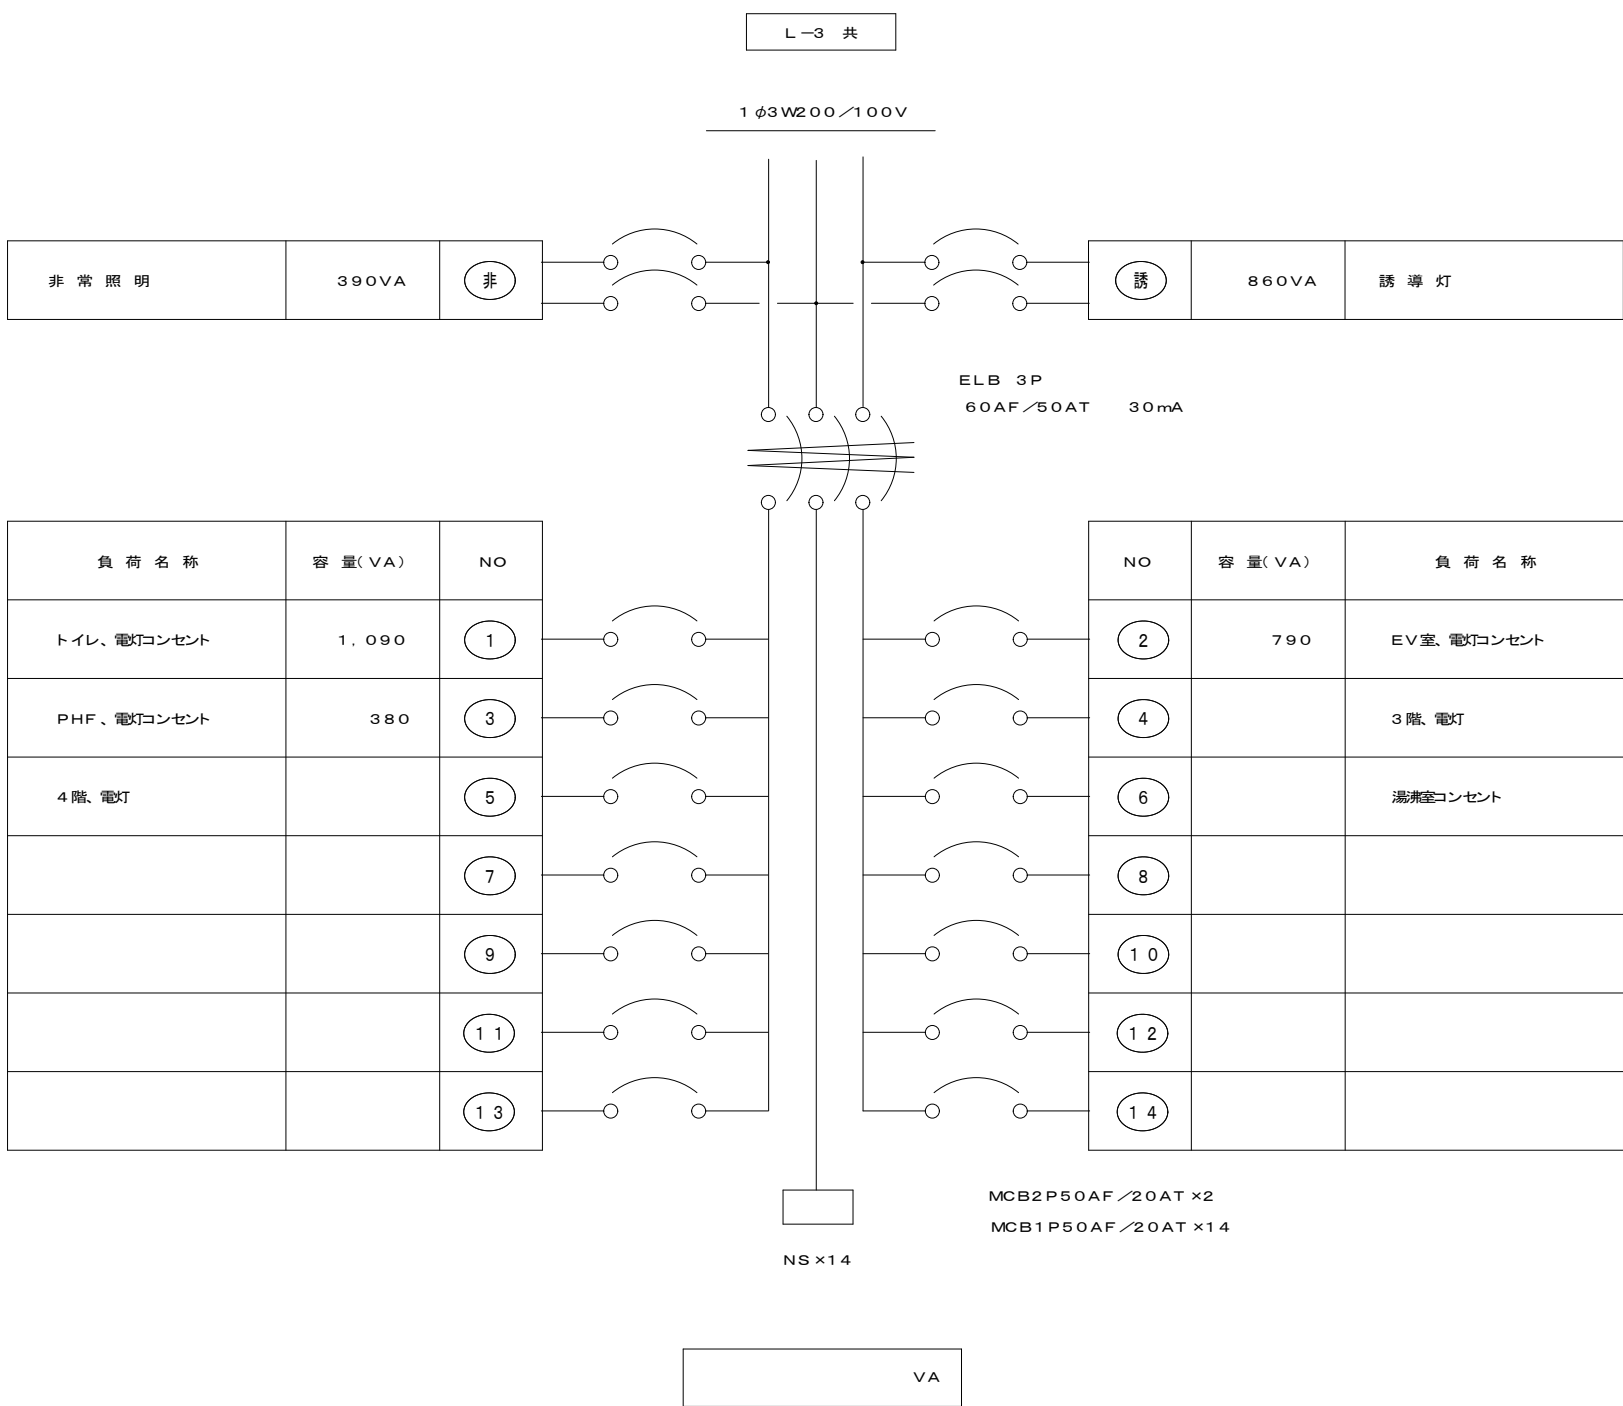 L－3 共
1φ3W200／100V
非常照明 390VA 非
誘 860VA 誘導灯
ELB 3P
60AF／50AT 30mA
負荷名称 容量(VA) NO
NO 容量(VA) 負荷名称
トイレ、電灯コンセント 1,090 1
2 790 EV室、電灯コンセント
PHF、電灯コンセント 380 3
4 3階、電灯
4階、電灯 5
6 湯沸室コンセント
7
8
9
10
11
12
13
14
MCB2P50AF／20AT×2
MCB1P50AF／20AT×14
NS×14
VA